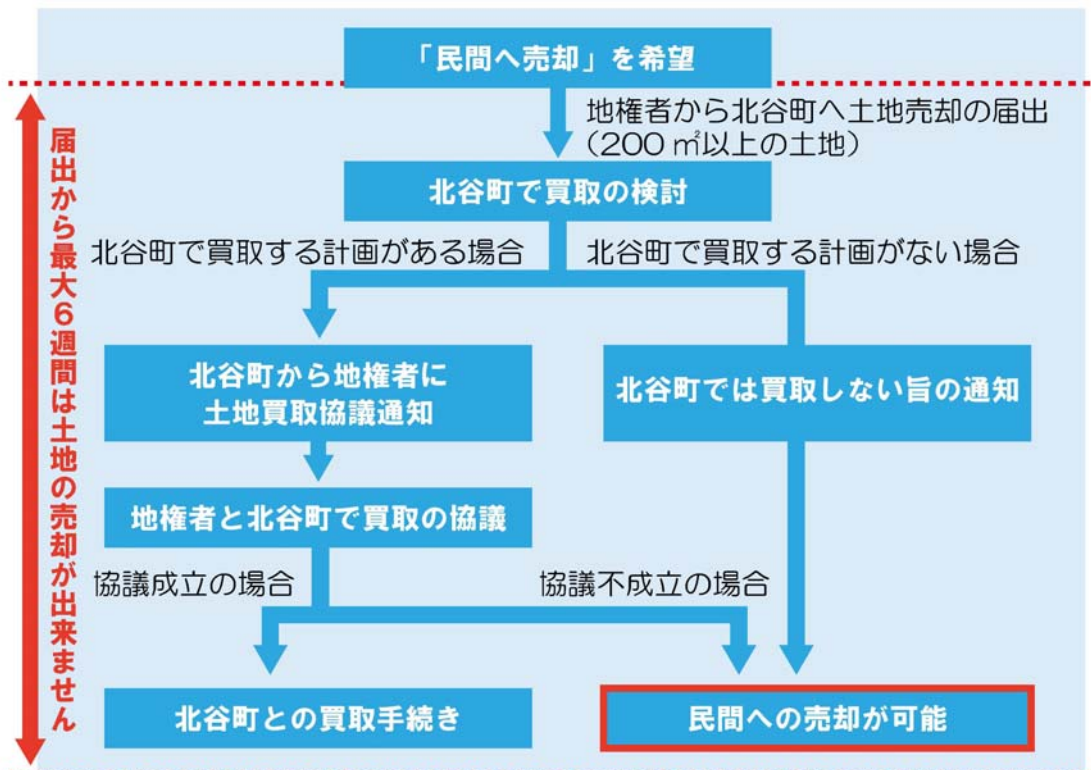 「民間へ売却」を希望
地権者から北谷町へ土地売却の届出
（200 ㎡以上の土地）
北谷町で買取の検討
北谷町で買取する計画がある場合
北谷町で買取する計画がない場合
北谷町から地権者に
土地買取協議通知
北谷町では買取しない旨の通知
地権者と北谷町で買取の協議
協議成立の場合
協議不成立の場合
北谷町との買取手続き
民間への売却が可能
届出から最大6週間は土地の売却が出来ません